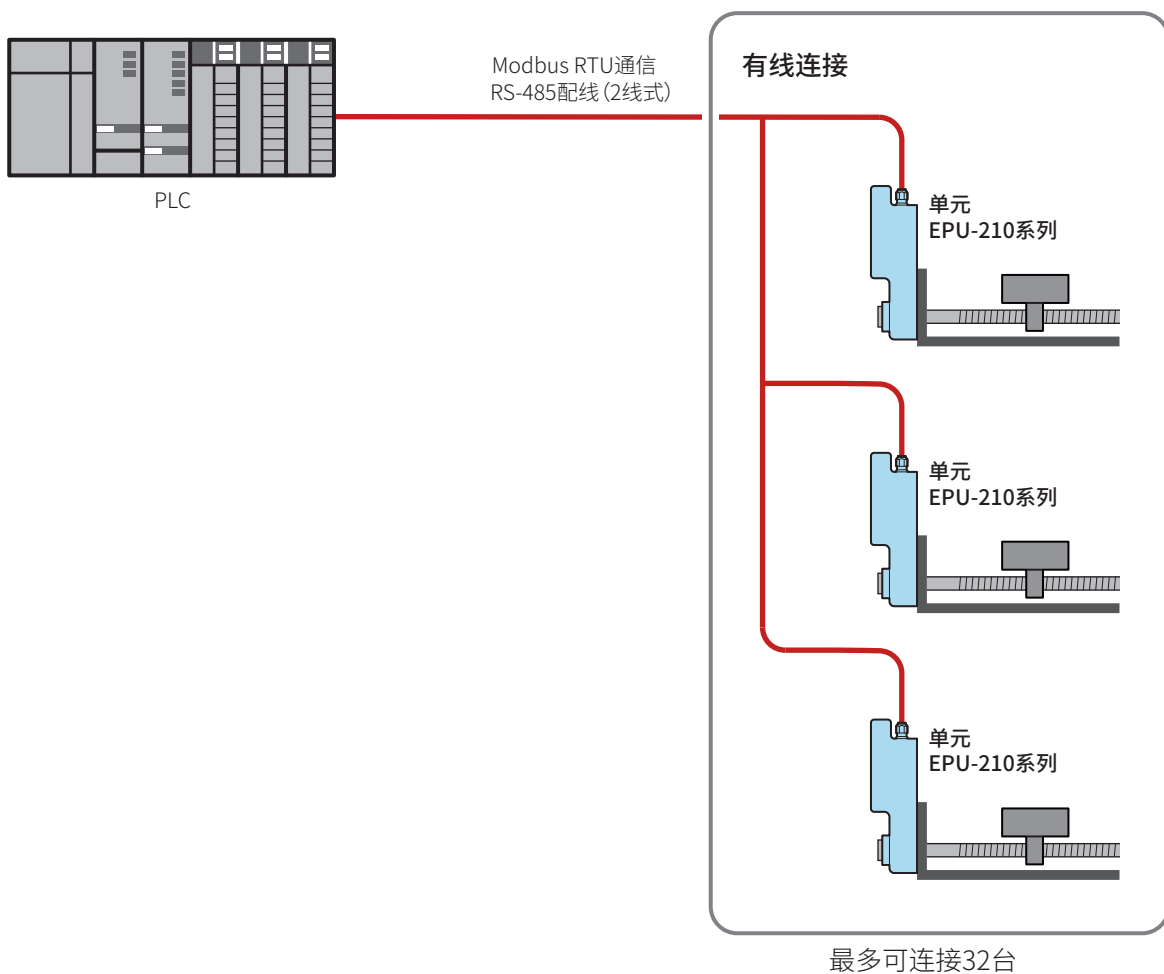 Modbus RTU通信
RS-485配线（2线式）
PLC
有线连接
单元
EPU-210系列
单元
EPU-210系列
单元
EPU-210系列
最多可连接32台